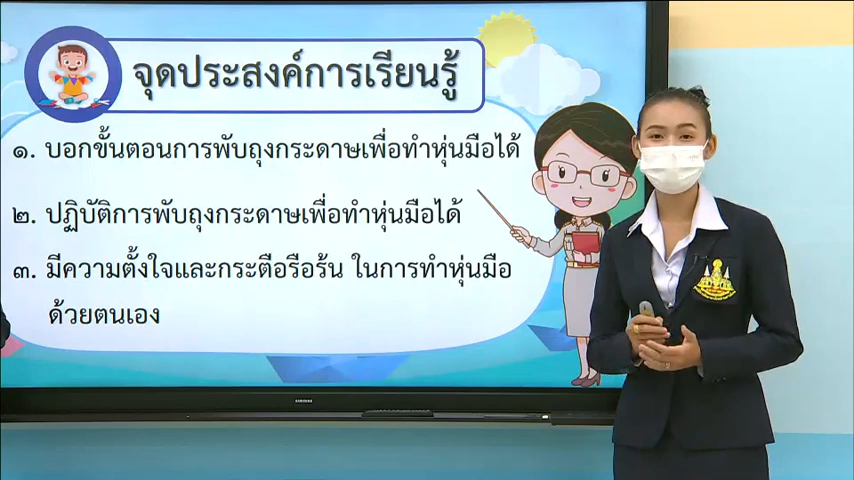 จุดประสงค์การเรียนรู้
๑. บอกขั้นตอนการพับถุงกระดาษเพื่อทำหุ่นมือได้
๒. ปฏิบัติการพับถุงกระดาษเพื่อทำหุ่นมือได้
๓. มีความตั้งใจและกระตือรือร้น ในการทำหุ่นมือ
ด้วยตนเอง
SAMSUNG